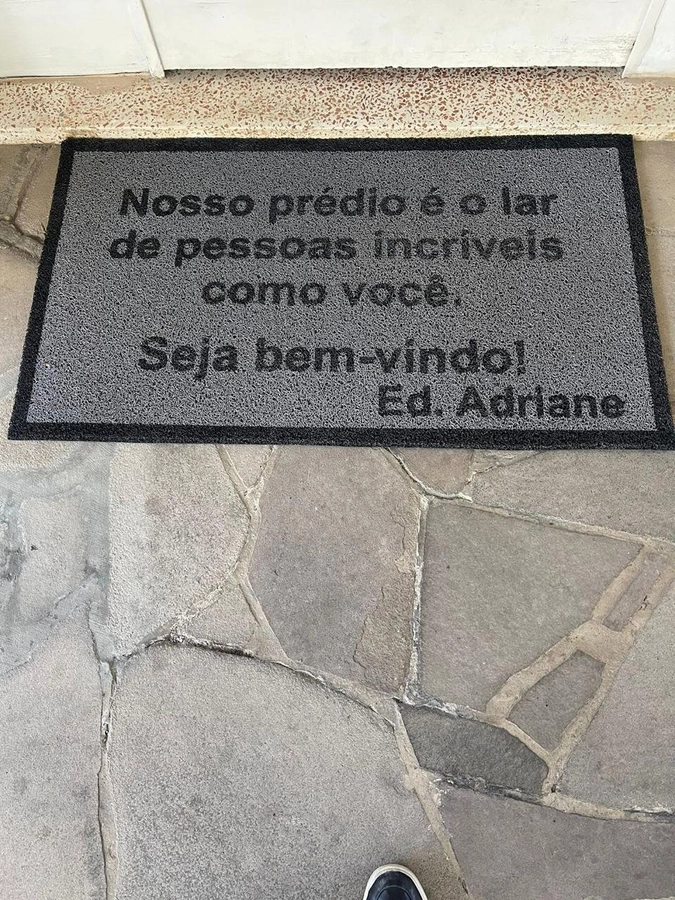 Nosso prédio é o lar
de pessoas incríveis
como você.
Seja bem-vindo!
Ed. Adriane